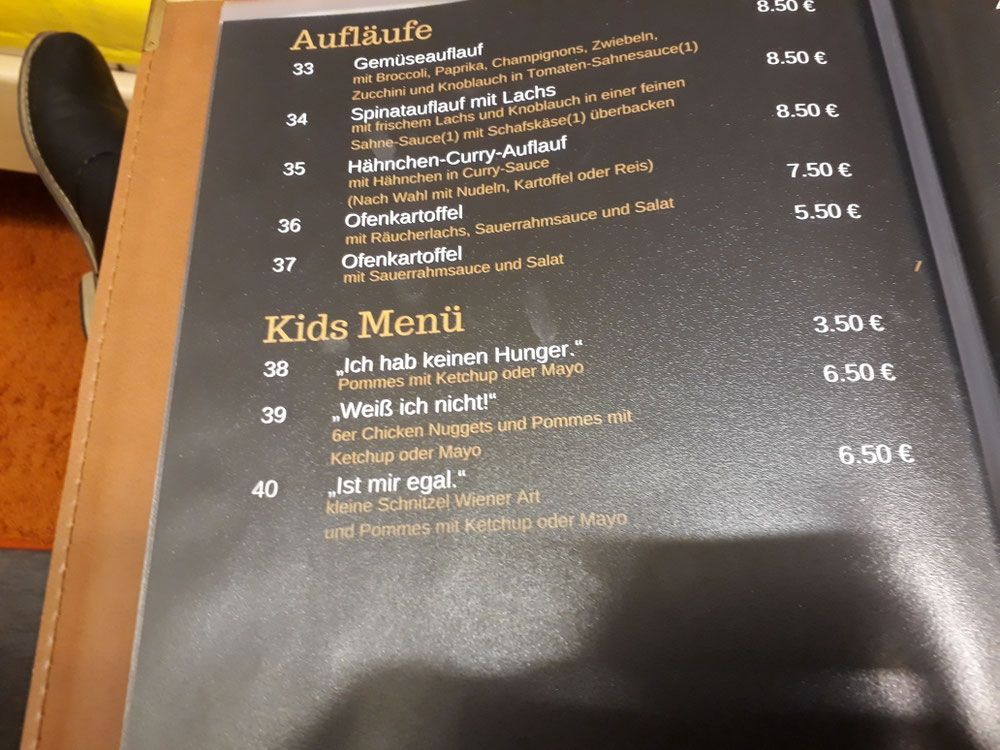 Aufläufe
33 Gemüseauflauf 8.50 €
mit Broccoli, Paprika, Champignons, Zwiebeln,
Zucchini und Knoblauch in Tomaten-Sahnesauce(1)
34 Spinatauflauf mit Lachs 8.50 €
mit frischem Lachs und Knoblauch in einer feinen
Sahne-Sauce(1) mit Schafskäse(1) überbacken
35 Hähnchen-Curry-Auflauf 8.50 €
mit Hähnchen in Curry-Sauce
(Nach Wahl mit Nudeln, Kartoffel oder Reis)
36 Ofenkartoffel 7.50 €
mit Räucherlachs, Sauerrahmsauce und Salat
37 Ofenkartoffel 5.50 €
mit Sauerrahmsauce und Salat
Kids Menü
38 „Ich hab keinen Hunger.“ 3.50 €
Pommes mit Ketchup oder Mayo
39 „Weiß ich nicht!“ 6.50 €
6er Chicken Nuggets und Pommes mit
Ketchup oder Mayo
40 „Ist mir egal.“ 6.50 €
kleine Schnitzel Wiener Art
und Pommes mit Ketchup oder Mayo